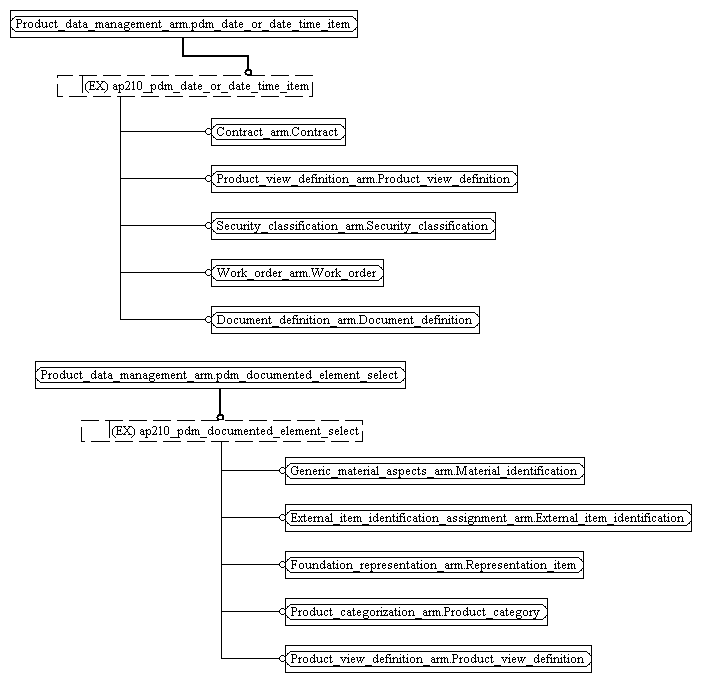 Product_data_management_arm.pdm_date_or_date_time_item
(EX) ap210_pdm_date_or_date_time_item
Contract_arm.Contract
Product_view_definition_arm.Product_view_definition
Security_classification_arm.Security_classification
Work_order_arm.Work_order
Document_definition_arm.Document_definition
Product_data_management_arm.pdm_documented_element_select
(EX) ap210_pdm_documented_element_select
Generic_material_aspects_arm.Material_identification
External_item_identification_assignment_arm.External_item_identification
Foundation_representation_arm.Representation_item
Product_categorization_arm.Product_category
Product_view_definition_arm.Product_view_definition